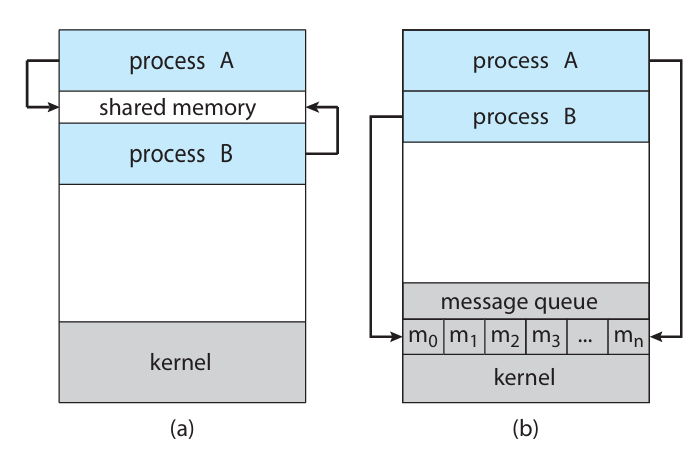 process A
shared memory
process B
kernel
(a)
process A
process B
message queue
m0 m1 m2 m3 ... mn
kernel
(b)